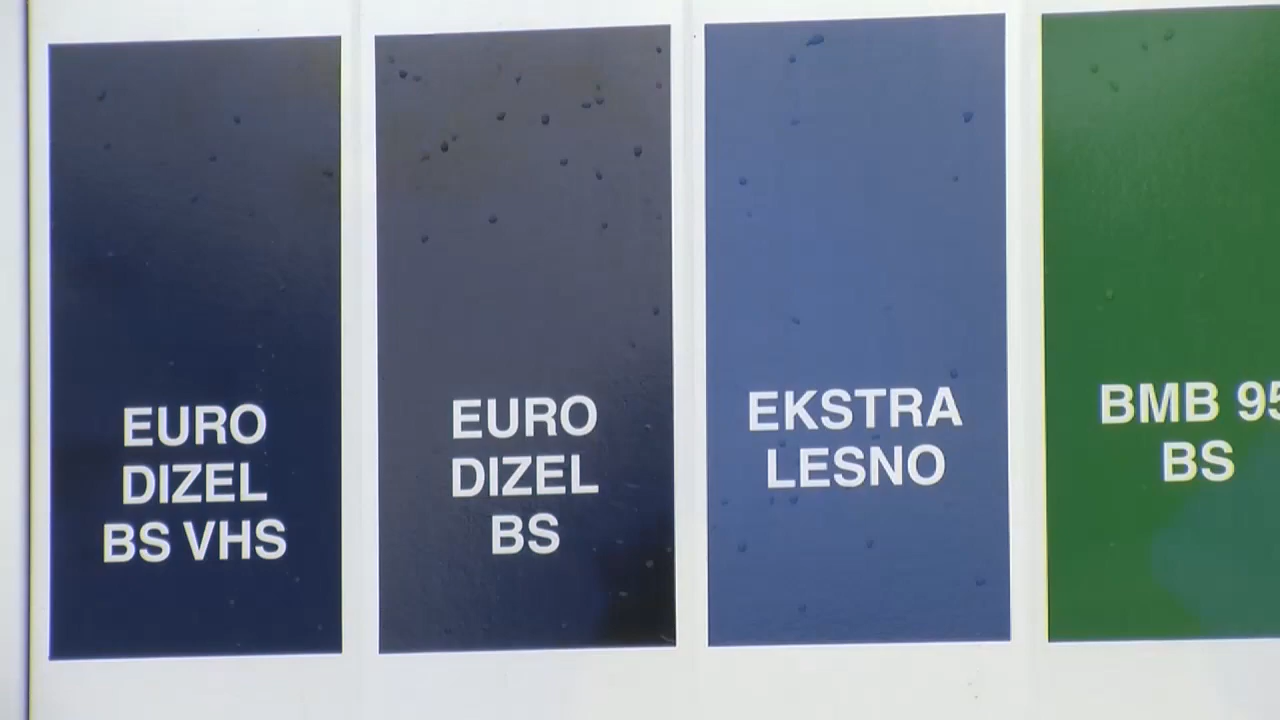 EURO
DIZEL
BS VHS
EURO
DIZEL
BS
EKSTRA
LESNO
BMB 95
BS